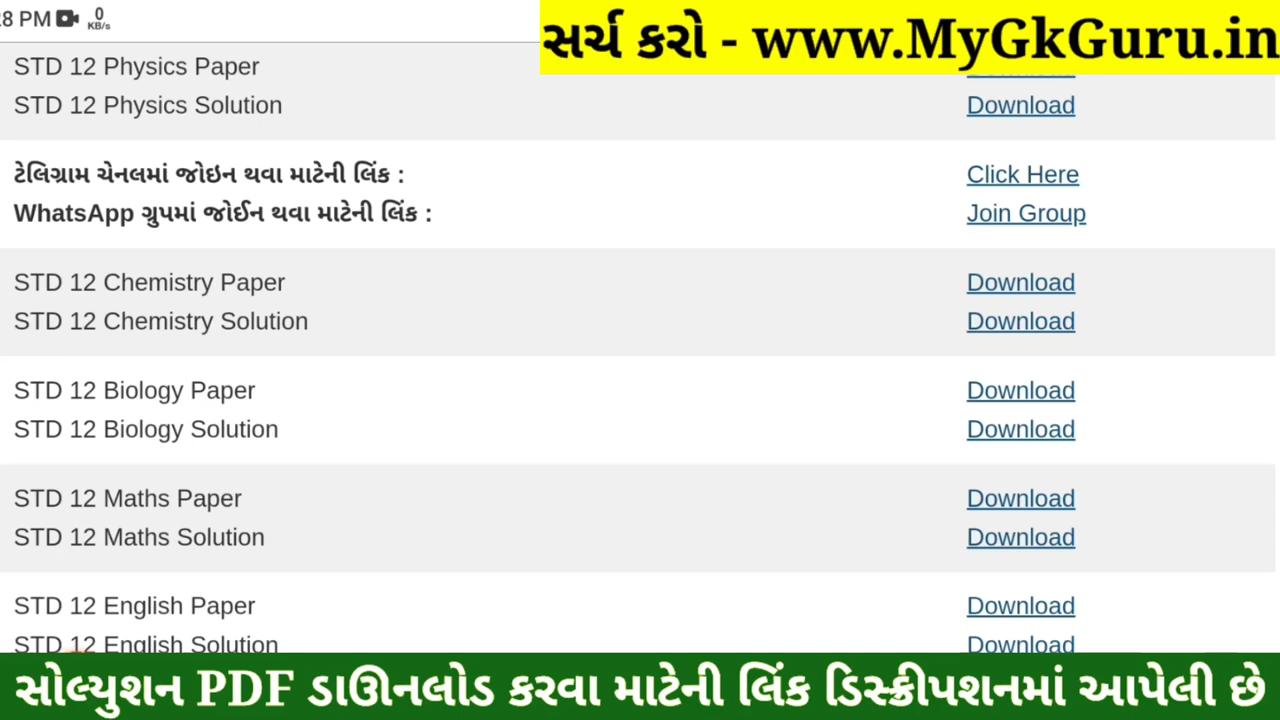 :28 PM 0 KB/s
સર્ચ કરો - www.MyGkGuru.in
STD 12 Physics Paper
STD 12 Physics Solution Download
ટેલિગ્રામ ચેનલમાં જોઇન થવા માટેની લિંક : Click Here
WhatsApp ગ્રુપમાં જોઈન થવા માટેની લિંક : Join Group
STD 12 Chemistry Paper Download
STD 12 Chemistry Solution Download
STD 12 Biology Paper Download
STD 12 Biology Solution Download
STD 12 Maths Paper Download
STD 12 Maths Solution Download
STD 12 English Paper Download
STD 12 English Solution Download
સોલ્યુશન PDF ડાઊનલોડ કરવા માટેની લિંક ડિસ્ક્રીપશનમાં આપેલી છે